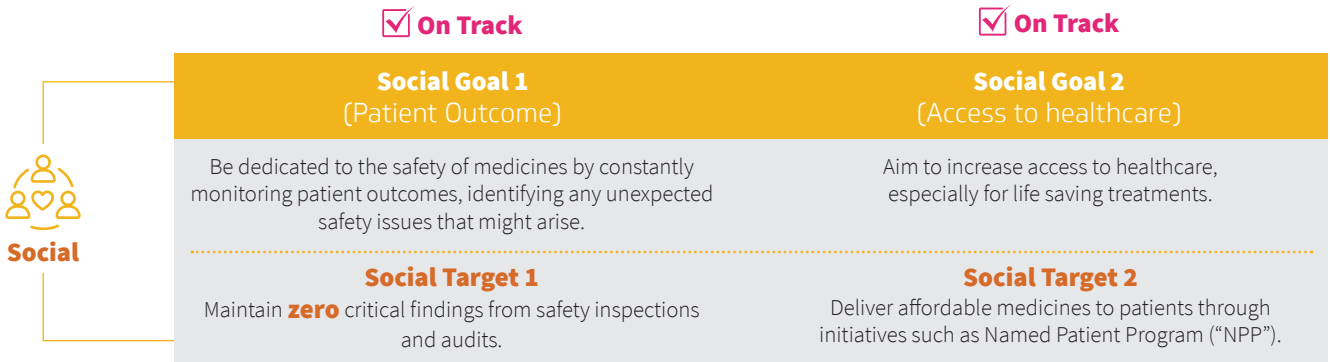 On Track
On Track
Social Goal 1
(Patient Outcome)
Social Goal 2
(Access to healthcare)
Be dedicated to the safety of medicines by constantly
monitoring patient outcomes, identifying any unexpected
safety issues that might arise.
Aim to increase access to healthcare,
especially for life saving treatments.
Social
Social Target 1
Maintain zero critical findings from safety inspections
and audits.
Social Target 2
Deliver affordable medicines to patients through
initiatives such as Named Patient Program (“NPP”).